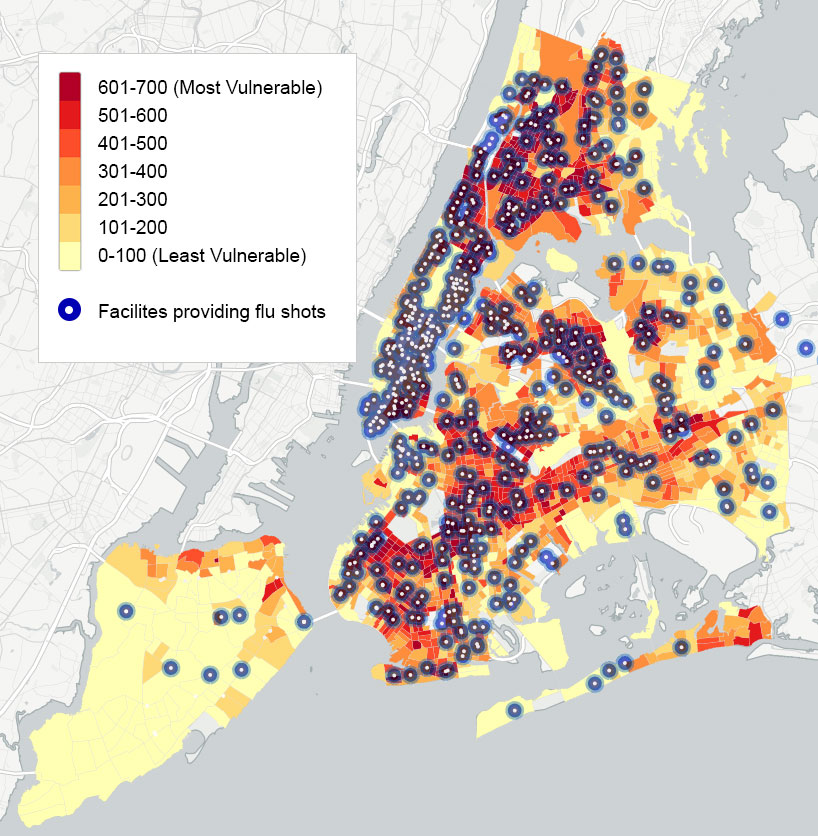 601-700 (Most Vulnerable)
501-600
401-500
301-400
201-300
101-200
0-100 (Least Vulnerable)
Facilites providing flu shots